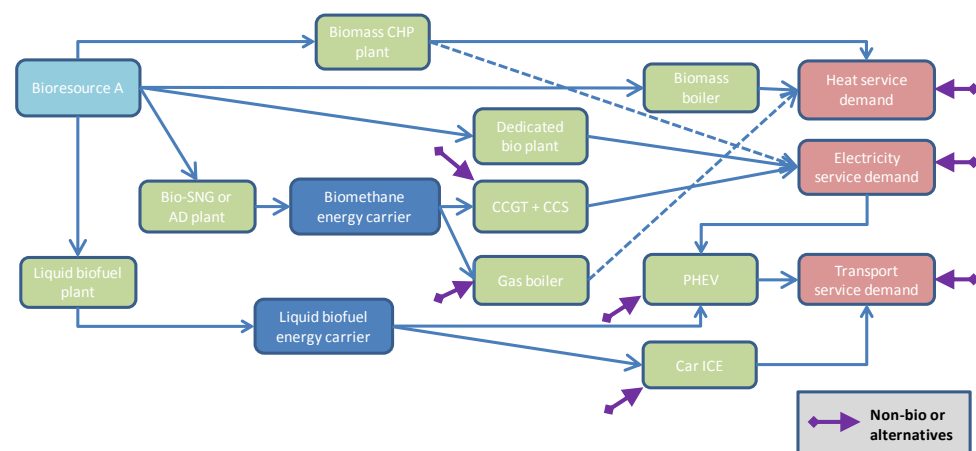 Biomass CHP
plant
Bioresource A
Biomass
boiler
Heat service
demand
Dedicated
bio plant
Electricity
service demand
Bio-SNG or
AD plant
Biomethane
energy carrier
CCGT + CCS
Liquid biofuel
plant
Gas boiler
PHEV
Transport
service demand
Liquid biofuel
energy carrier
Car ICE
Non-bio or
alternatives